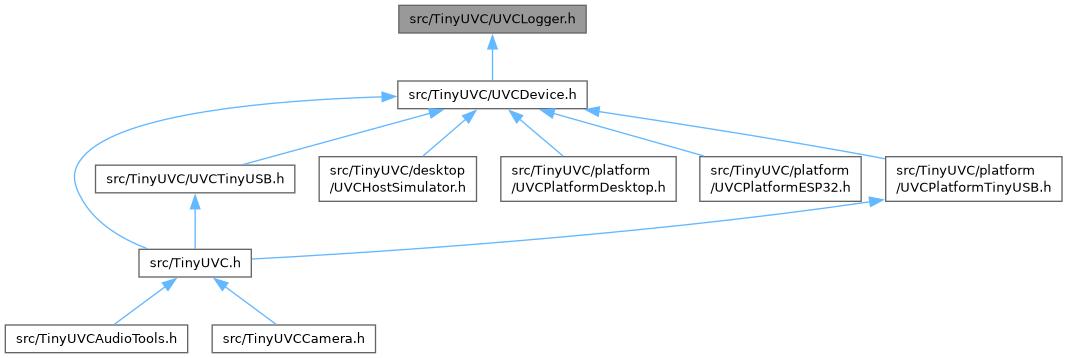 src/TinyUVC/UVCLogger.h
src/TinyUVC/UVCDevice.h
src/TinyUVC/UVCTinyUSB.h
src/TinyUVC/desktop
/UVCHostSimulator.h
src/TinyUVC/platform
/UVCPlatformDesktop.h
src/TinyUVC/platform
/UVCPlatformESP32.h
src/TinyUVC/platform
/UVCPlatformTinyUSB.h
src/TinyUVC.h
src/TinyUVCAudioTools.h
src/TinyUVCCamera.h